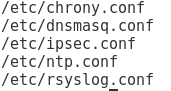 /etc/chrony.conf
/etc/dnsmasq.conf
/etc/ipsec.conf
/etc/ntp.conf
/etc/rsyslog.conf